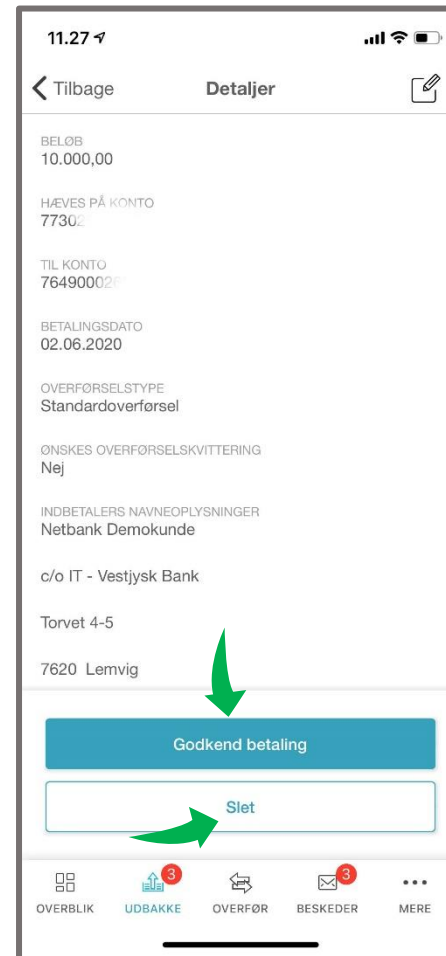 11.27
Tilbage
Detaljer
BELØB
10.000,00
HÆVES PÅ KONTO
77302
TIL KONTO
76490002
BETALINGSDATO
02.06.2020
OVERFØRSELSTYPE
Standardoverførsel
ØNSKES OVERFØRSELSKVITTERING
Nej
INDBETALERS NAVNEOPLYSNINGER
Netbank Demokunde
c/o IT - Vestjysk Bank
Torvet 4-5
7620 Lemvig
Godkend betaling
Slet
3
3
OVERBLIK
UDBAKKE
OVERFØR
BESKEDER
MERE